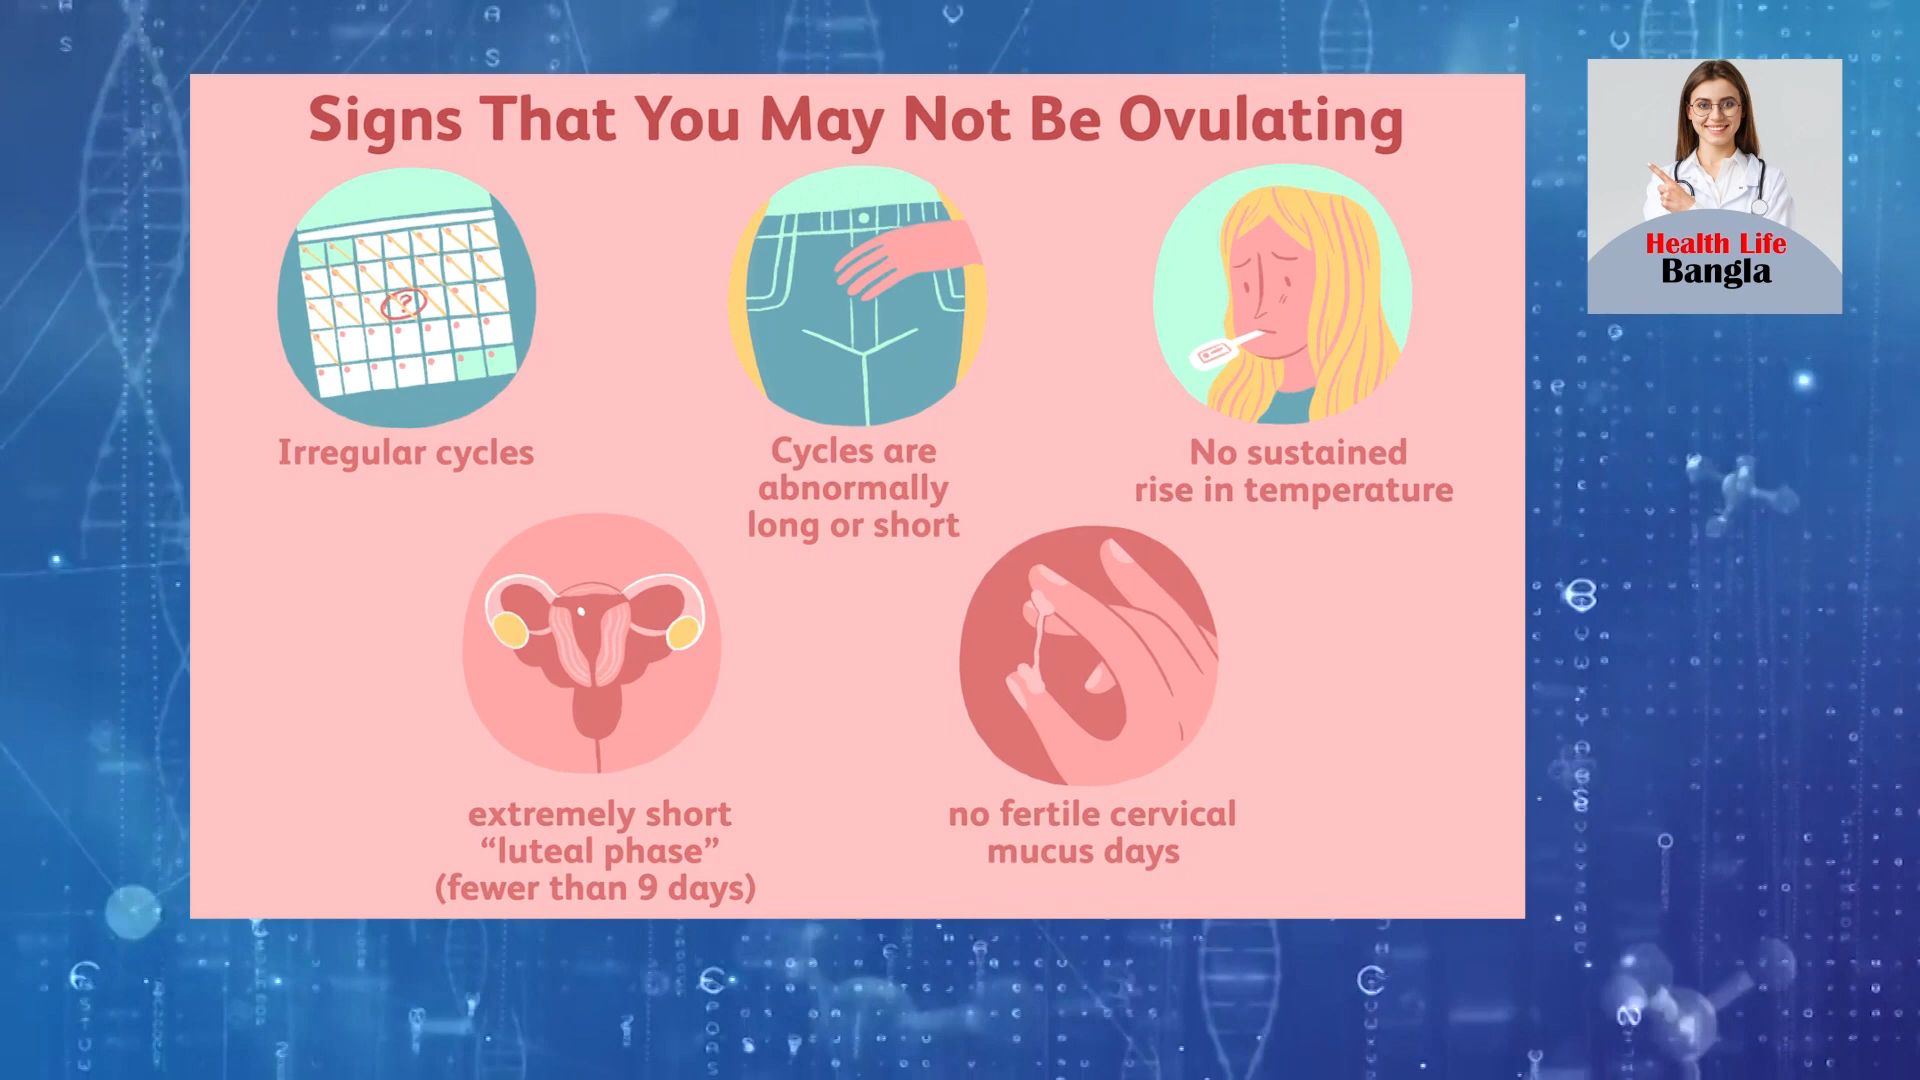 Signs That You May Not Be Ovulating
Health Life
Bangla
?
Irregular cycles
Cycles are
abnormally
long or short
No sustained
rise in temperature
extremely short
“luteal phase”
(fewer than 9 days)
no fertile cervical
mucus days